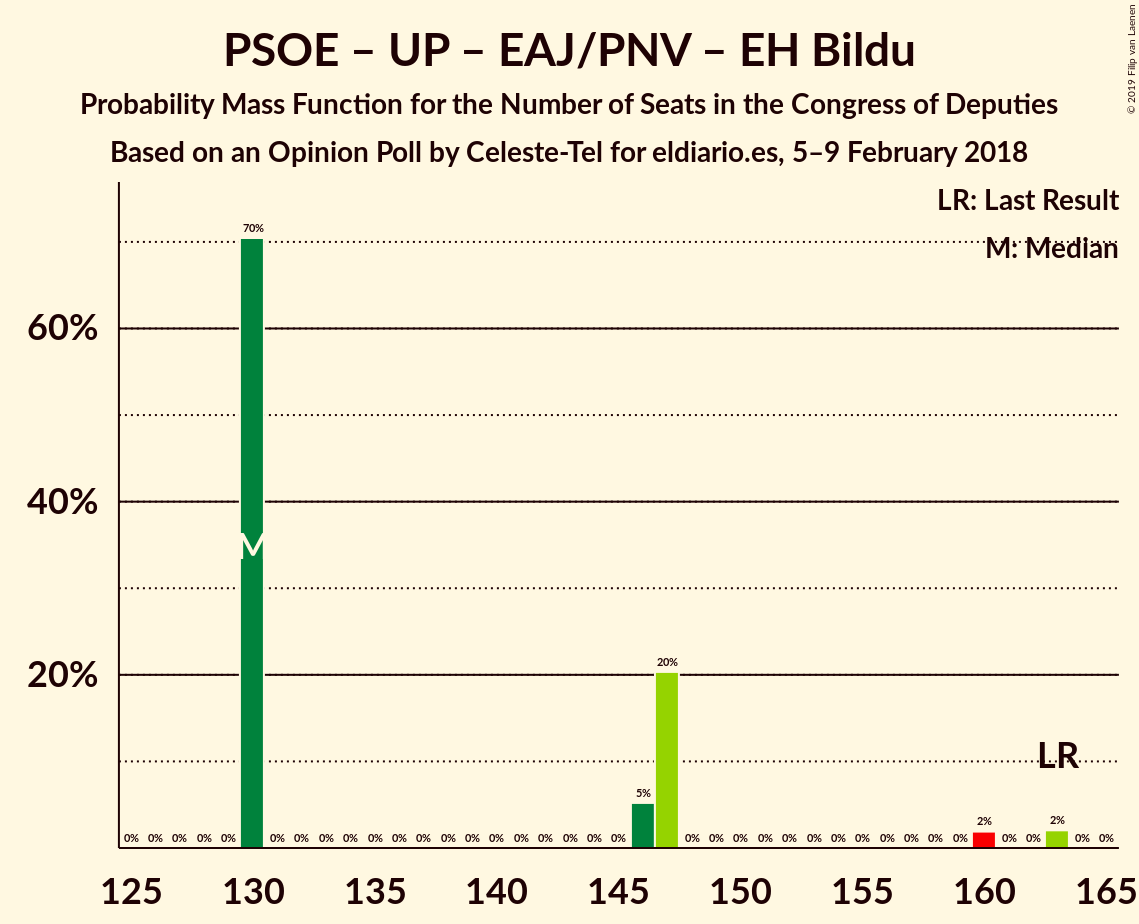 PSOE – UP – EAJ/PNV – EH Bildu
Probability Mass Function for the Number of Seats in the Congress of Deputies
Based on an Opinion Poll by Celeste-Tel for eldiario.es, 5–9 February 2018
© 2019 Filip van Laenen
LR: Last Result
M: Median
60%
40%
20%
0% 0% 0% 0% 0% 70% 0% 0% 0% 0% 0% 0% 0% 0% 0% 0% 0% 0% 0% 0% 0% 5% 20% 0% 0% 0% 0% 0% 0% 0% 0% 0% 0% 0% 0% 2% 0% 0% 2% 0% 0%
M
LR
125 130 135 140 145 150 155 160 165